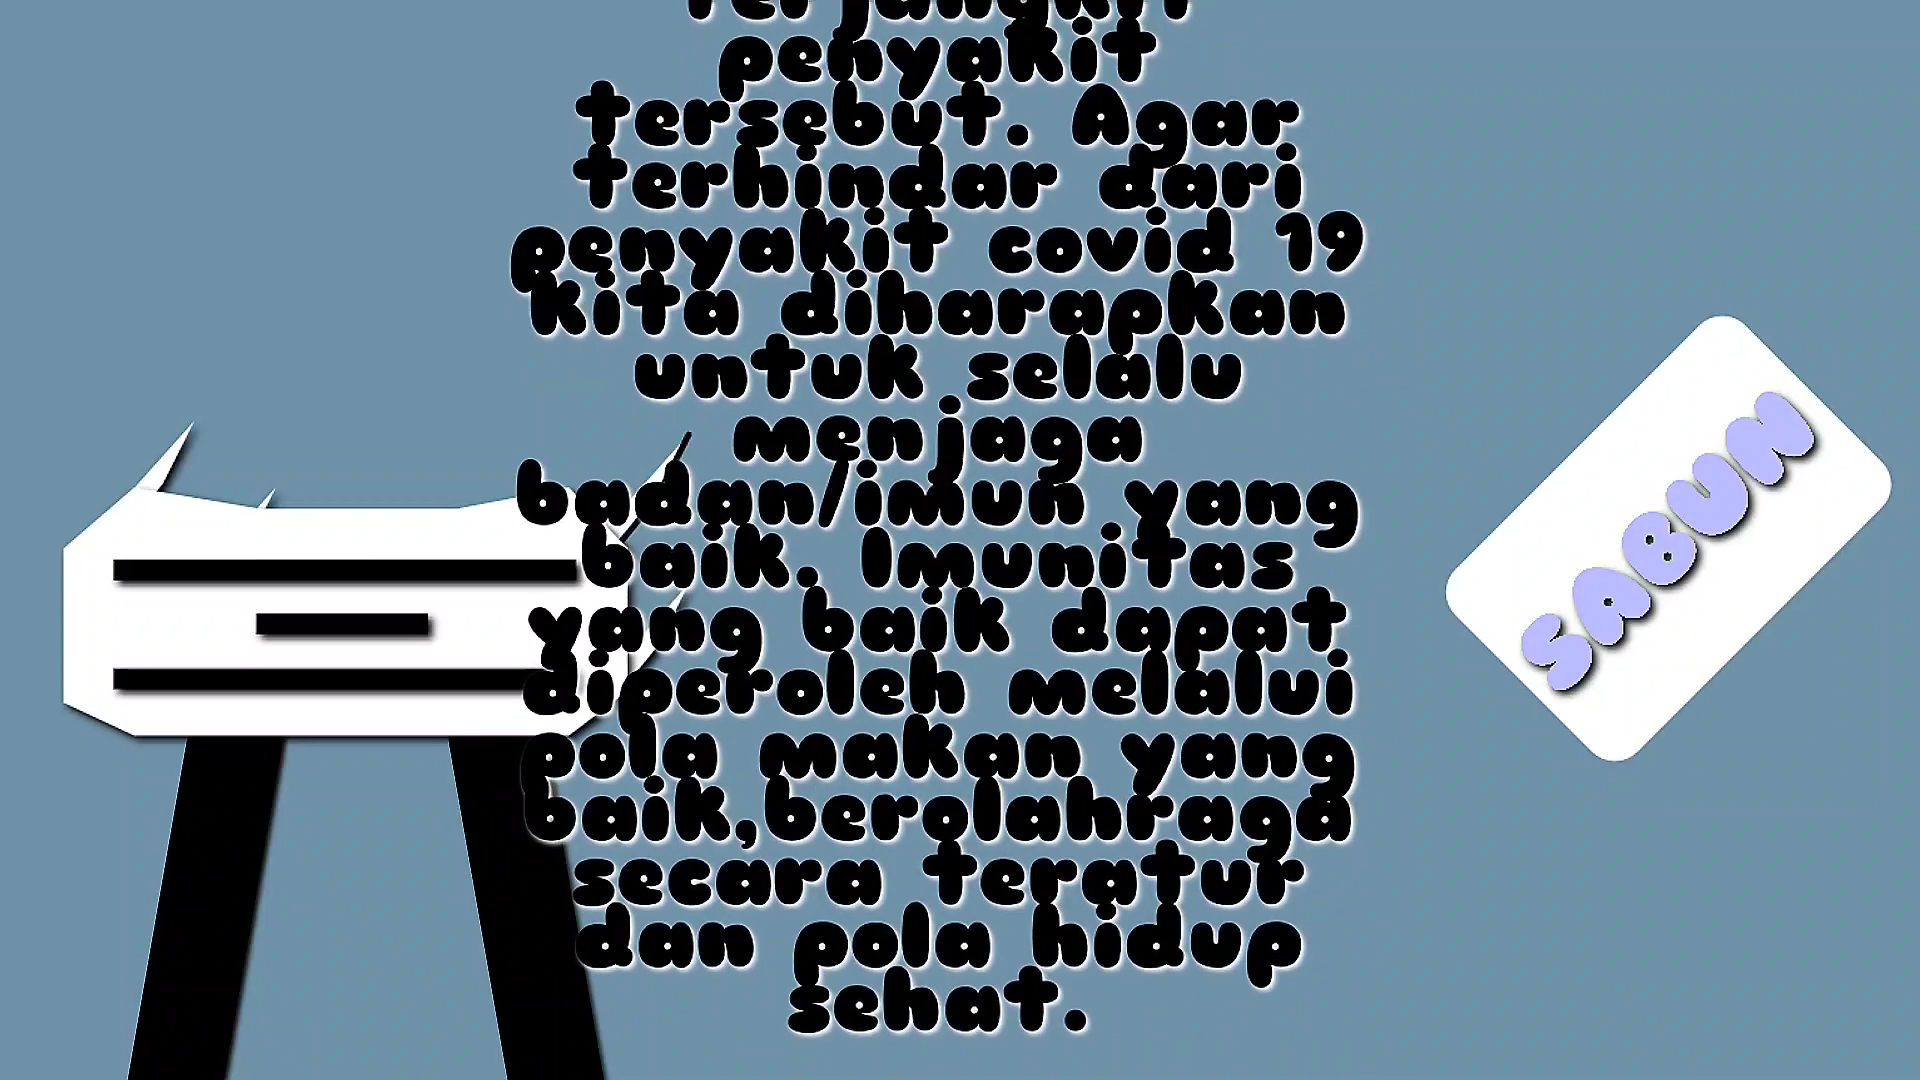 terjangkit
penyakit
tersebut. Agar
terhindar dari
penyakit covid 19
kita diharapkan
untuk selalu
menjaga
badan/imun yang
baik. Imunitas
yang baik dapat
diperoleh melalui
pola makan yang
baik,berolahraga
secara teratur
dan pola hidup
sehat.
SABUN